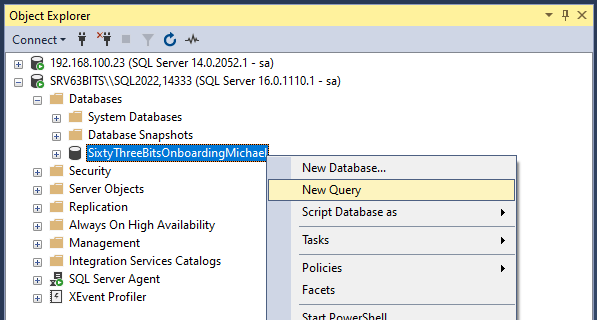 Object Explorer
Connect
192.168.100.23 (SQL Server 14.0.2052.1 - sa)
SRV63BITS\\SQL2022,14333 (SQL Server 16.0.1110.1 - sa)
Databases
System Databases
Database Snapshots
SixtyThreeBitsOnboardingMichael
Security
Server Objects
Replication
Always On High Availability
Management
Integration Services Catalogs
SQL Server Agent
XEvent Profiler
New Database...
New Query
Script Database as
Tasks
Policies
Facets
Start PowerShell